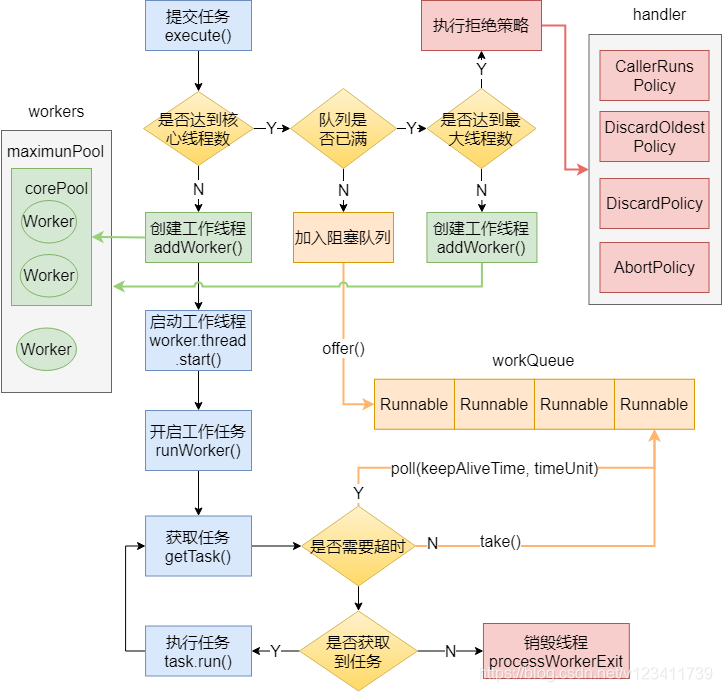 提交任务
execute()
执行拒绝策略
handler
CallerRuns
Policy
DiscardOldest
Policy
DiscardPolicy
AbortPolicy
workers
maximunPool
corePool
Worker
Worker
Worker
是否达到核
心线程数
Y
队列是
否已满
Y
是否达到最
大线程数
Y
N
N
N
创建工作线程
addWorker()
加入阻塞队列
创建工作线程
addWorker()
启动工作线程
worker.thread
.start()
offer()
workQueue
Runnable
Runnable
Runnable
Runnable
开启工作任务
runWorker()
poll(keepAliveTime, timeUnit)
Y
获取任务
getTask()
是否需要超时
N
take()
执行任务
task.run()
Y
是否获取
到任务
N
销毁线程
processWorkerExit